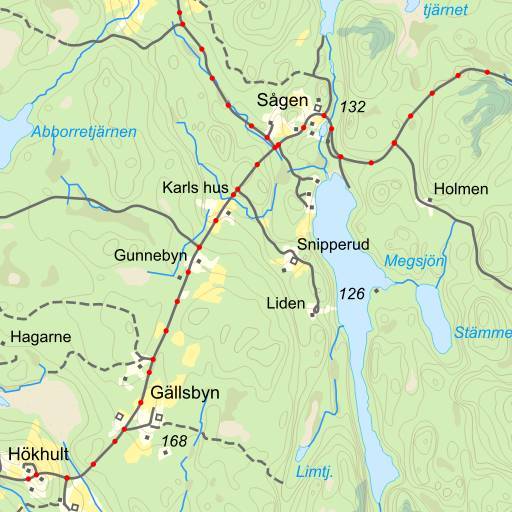 tjärnet
Sågen
132
Abborretjärnen
Karls hus
Holmen
Snipperud
Gunnebyn
Megsjön
Liden
126
Hagarne
Stämme
Gällsbyn
168
Hökhult
Limtj.